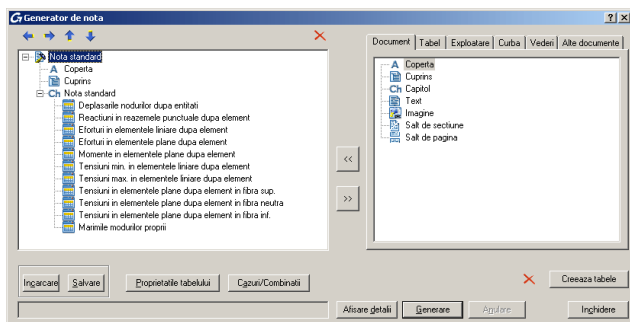 Generator de nota
Document Tabel Exploatare Curba Vederi Alte documente
Nota standard
A Coperta
Cuprins
Ch Nota standard
Deplasarile nodurilor dupa entitati
Reactiuni in reazemele punctuale dupa element
Eforturi in elementele liniare dupa element
Eforturi in elementele plane dupa element
Momente in elementele plane dupa element
Tensiuni min. in elementele liniare dupa element
Tensiuni max. in elementele liniare dupa element
Tensiuni in elementele plane dupa element in fibra sup.
Tensiuni in elementele plane dupa element in fibra neutra
Tensiuni in elementele plane dupa element in fibra inf.
Marimile modurilor proprii
<<
>>
A Coperta
Cuprins
Ch Capitol
Text
Imagine
Salt de sectiune
Salt de pagina
Incarcare Salvare Proprietatile tabelului Cazuri/Combinatii
Creeaza tabele
Afisare detalii Generare Anulare Inchidere